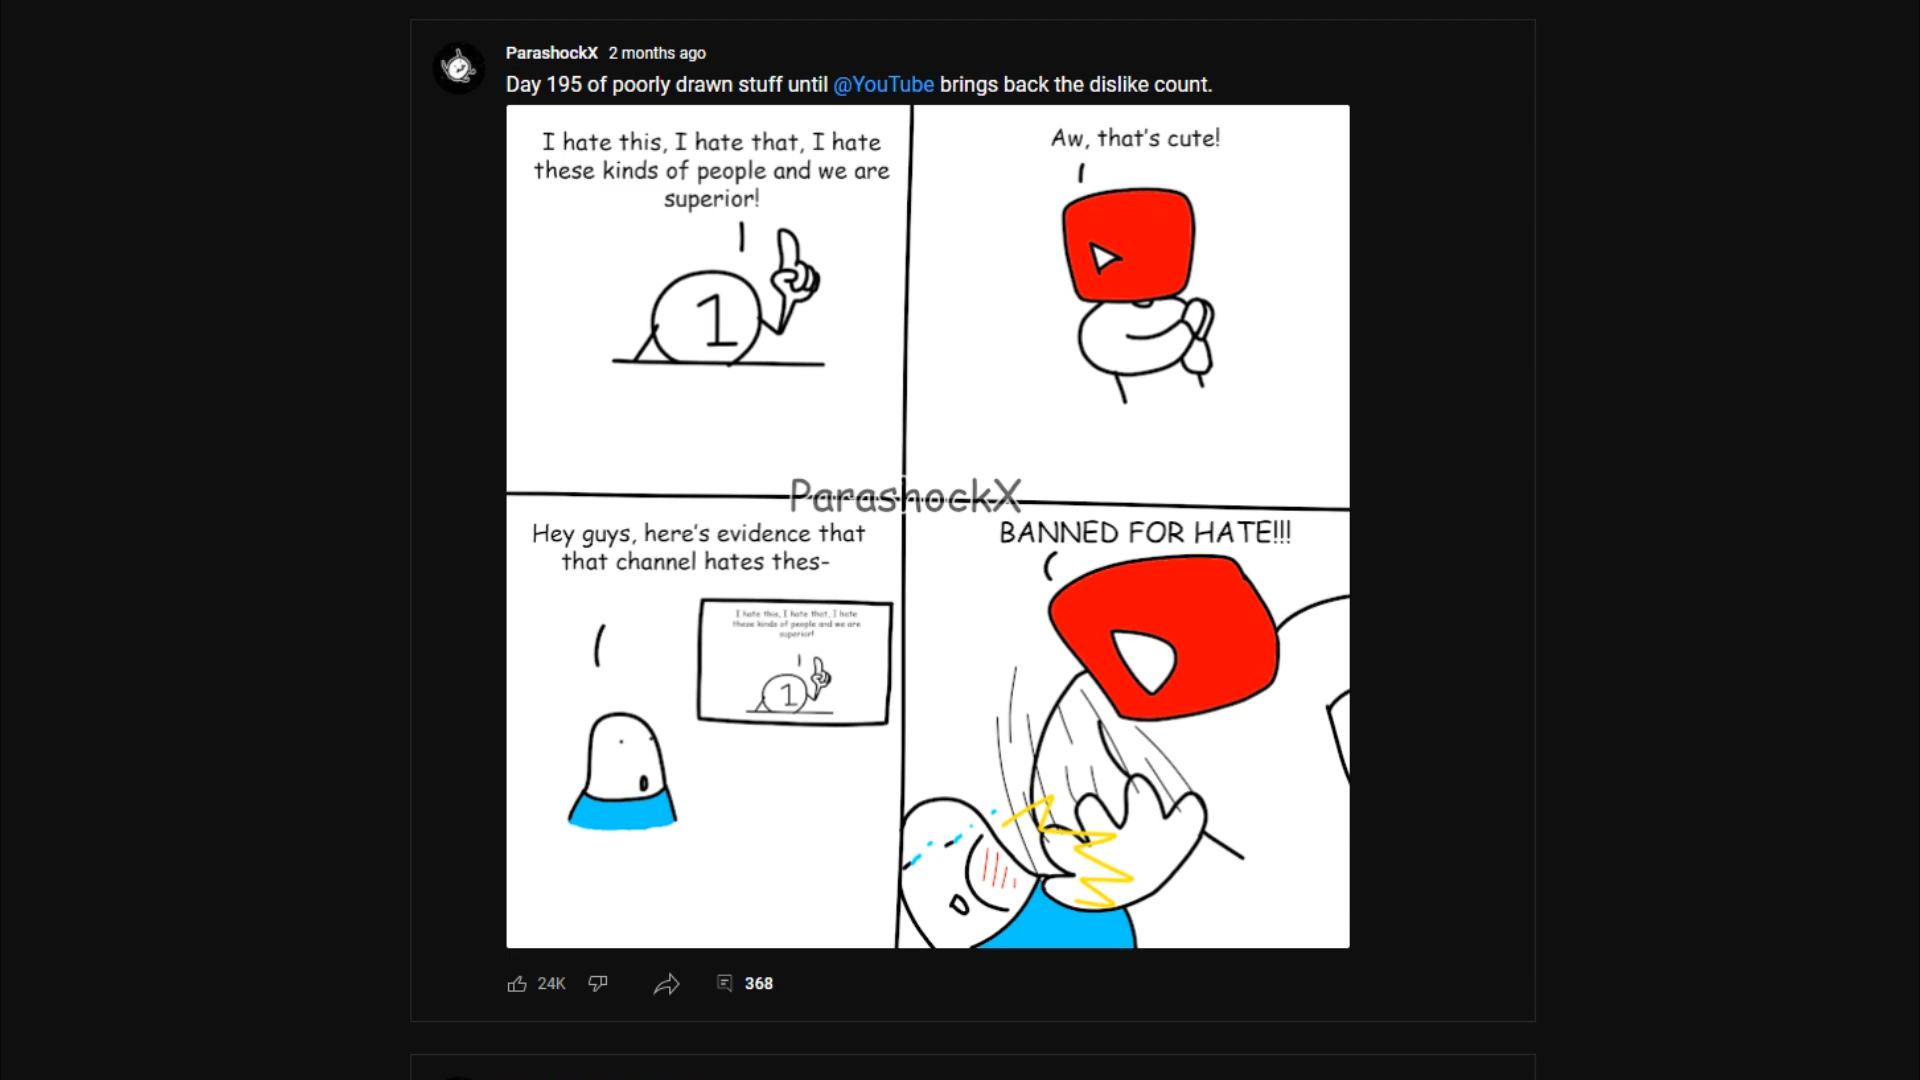 ParashockX 2 months ago
Day 195 of poorly drawn stuff until @YouTube brings back the dislike count.
I hate this, I hate that, I hate
these kinds of people and we are
superior!
1
Aw, that's cute!
ParashockX
Hey guys, here's evidence that
that channel hates thes-
I hate this, I hate that, I hate
these kinds of people and we are
superior!
1
BANNED FOR HATE!!!
24K
368